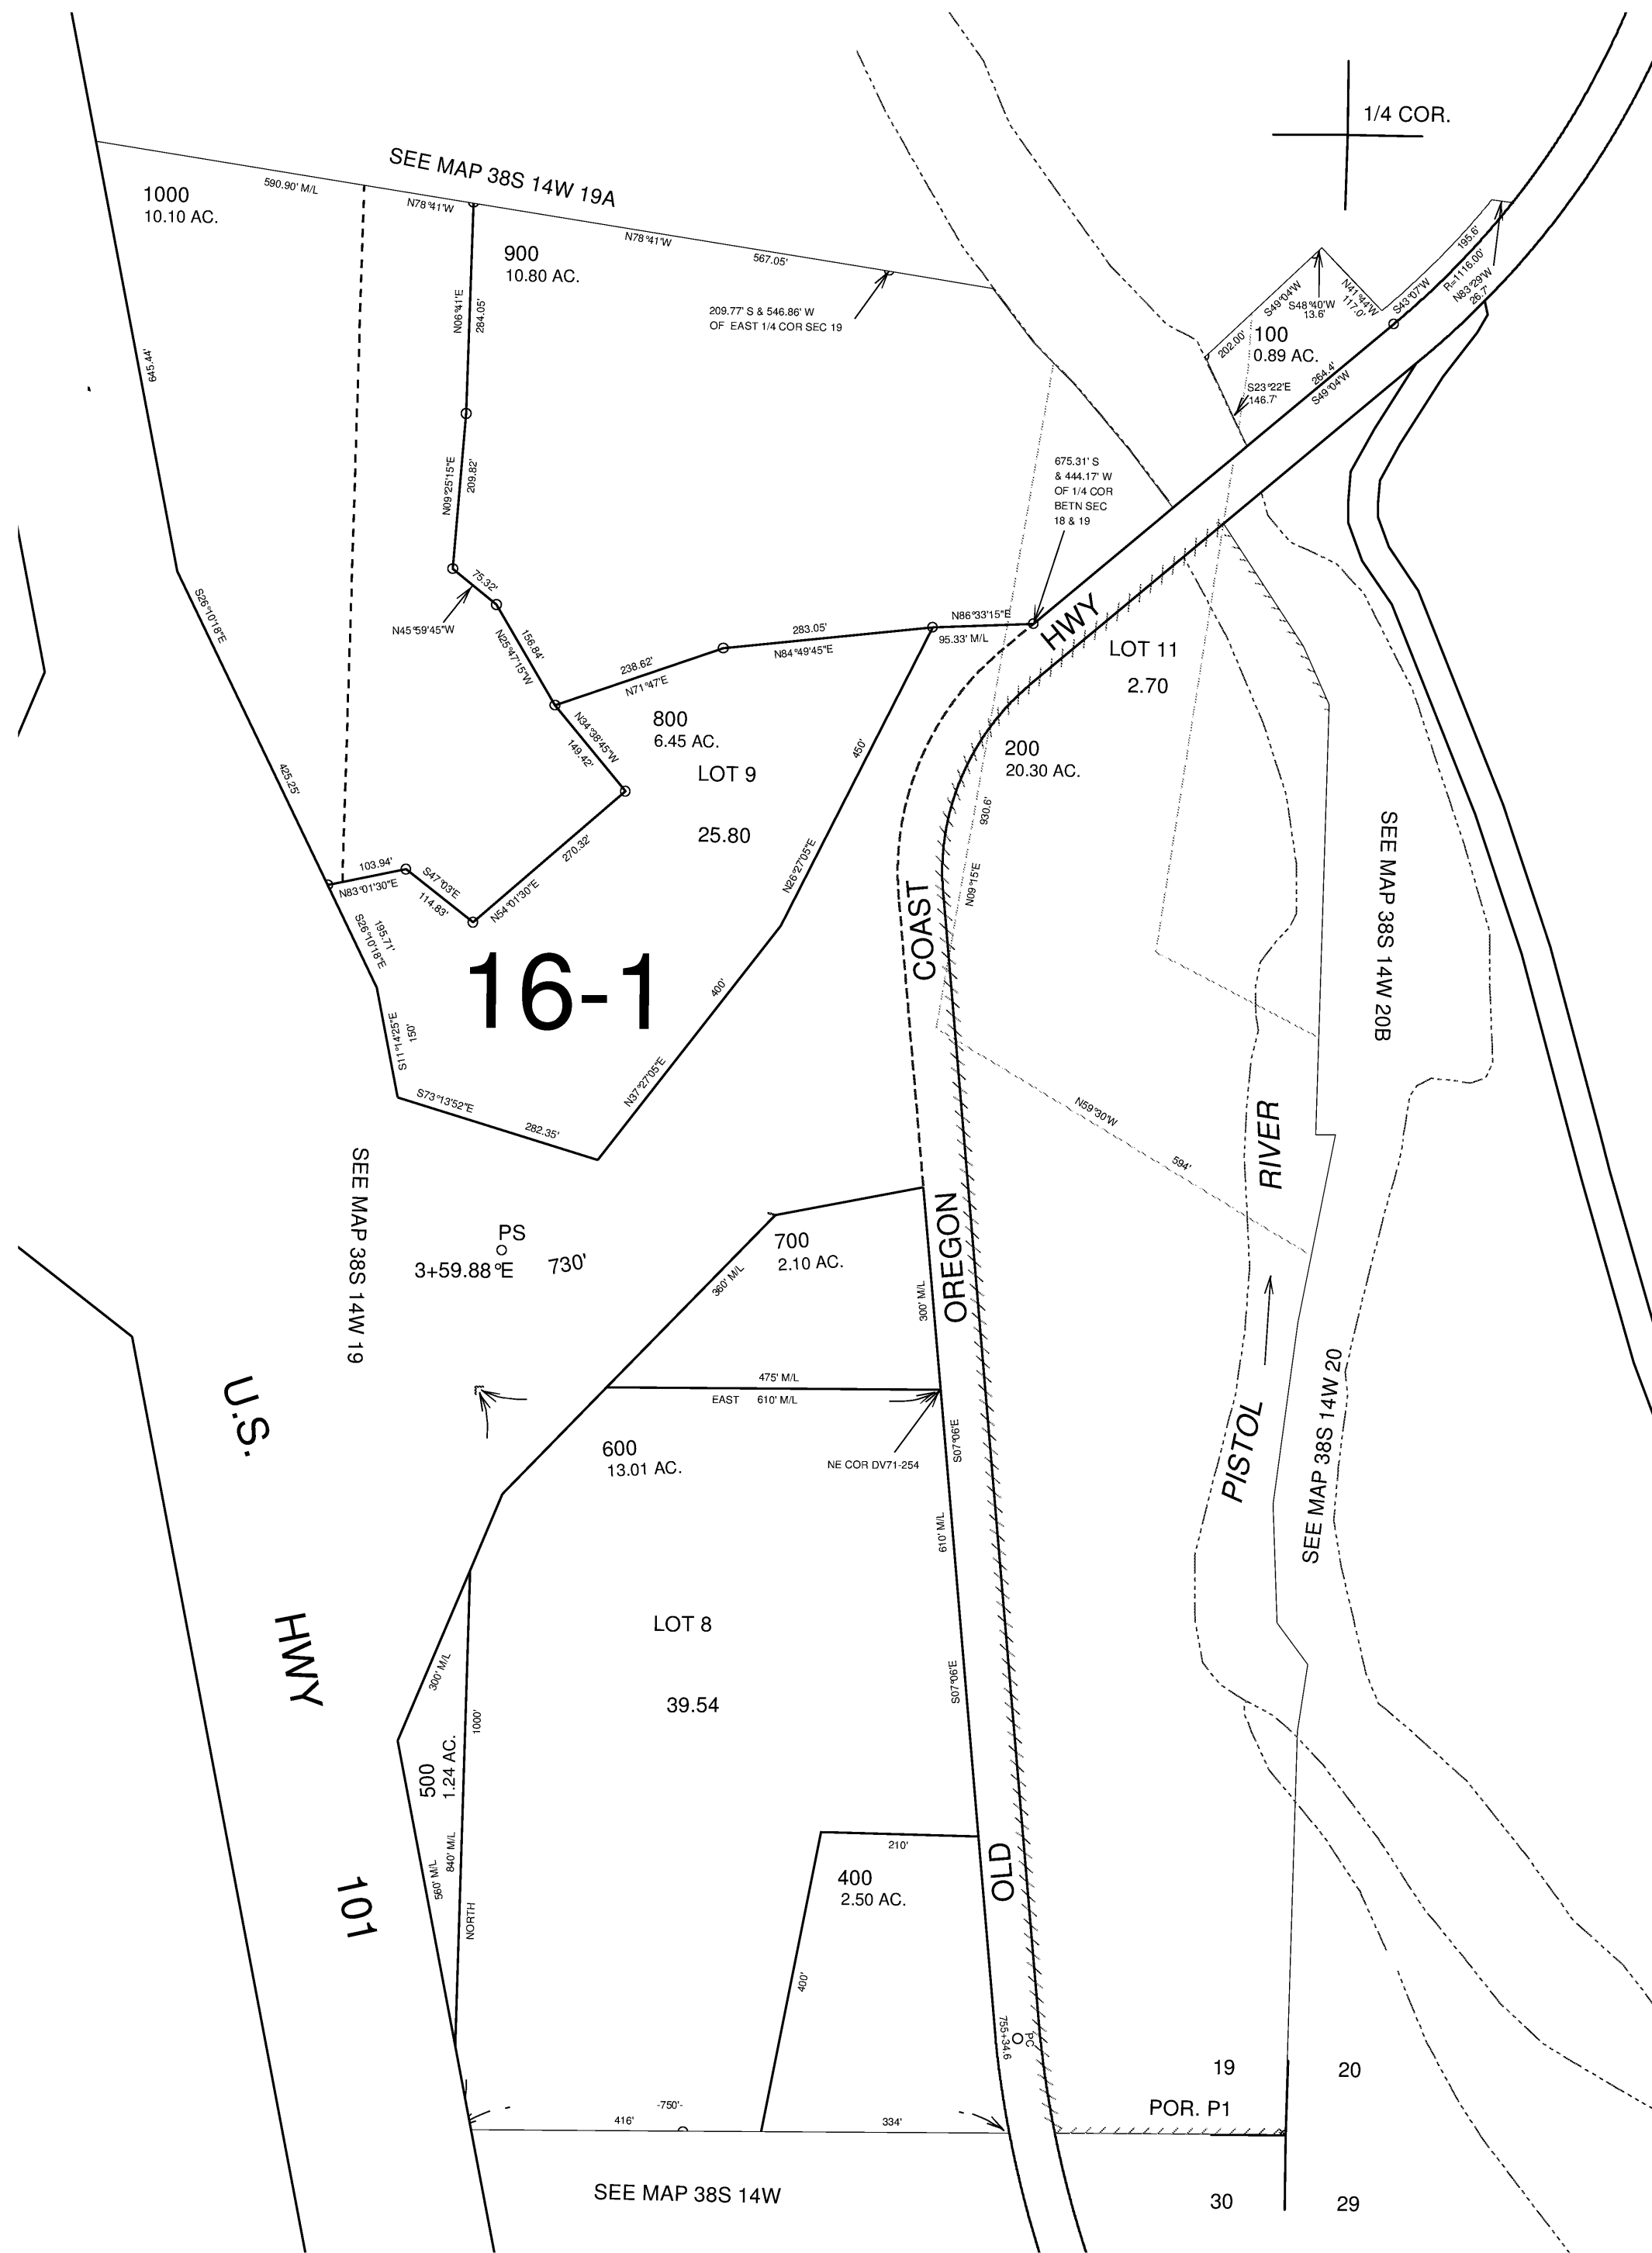 1/4 COR.
SEE MAP 38S 14W 19A
590.90' M/L
N78°41'W
N78°41'W
567.05'
1000
10.10 AC.
900
10.80 AC.
209.77' S & 546.86' W
OF EAST 1/4 COR SEC 19
N06°41'E
284.05'
645.44'
195.6'
R=1116.00'
N83°29'W
26.7'
S43°07'W
N41°44'W
117.0'
S48°40'W
13.6'
S49°04'W
202.00'
100
0.89 AC.
264.4'
S49°04'W
S23°22'E
146.7'
N09°25'15"E
209.82'
675.31' S
& 444.17' W
OF 1/4 COR
BETN SEC
18 & 19
75.32'
N45°59'45"W
156.84'
N25°47'15"W
S26°10'18"E
425.25'
238.62'
N71°47'E
283.05'
N84°49'45"E
N86°33'15"E
95.33' M/L
HWY
LOT 11
2.70
N34°38'45"W
149.42'
800
6.45 AC.
LOT 9
25.80
450'
N26°27'05"E
200
20.30 AC.
930.6'
N09°15'E
270.32'
N54°01'30"E
103.94'
N83°01'30"E
S47°03'E
114.83'
195.71'
S26°10'18"E
16-1
COAST
SEE MAP 38S 14W 20B
S11°14'25"E
150'
400'
N37°27'05"E
S73°13'52"E
282.35'
N59°30'W
594'
RIVER
SEE MAP 38S 14W 19
PS
3+59.88°E
730'
700
2.10 AC.
360' M/L
300' M/L
OREGON
475' M/L
EAST 610' M/L
NE COR DV71-254
600
13.01 AC.
S07°06'E
610' M/L
PISTOL
SEE MAP 38S 14W 20
U.S.
HWY
101
LOT 8
39.54
S07°06'E
300' M/L
1000'
500
1.24 AC.
560' M/L
840' M/L
NORTH
210'
400
2.50 AC.
400'
OLD
755+34.6
PC
19
20
POR. P1
-750'-
416'
334'
SEE MAP 38S 14W
30
29